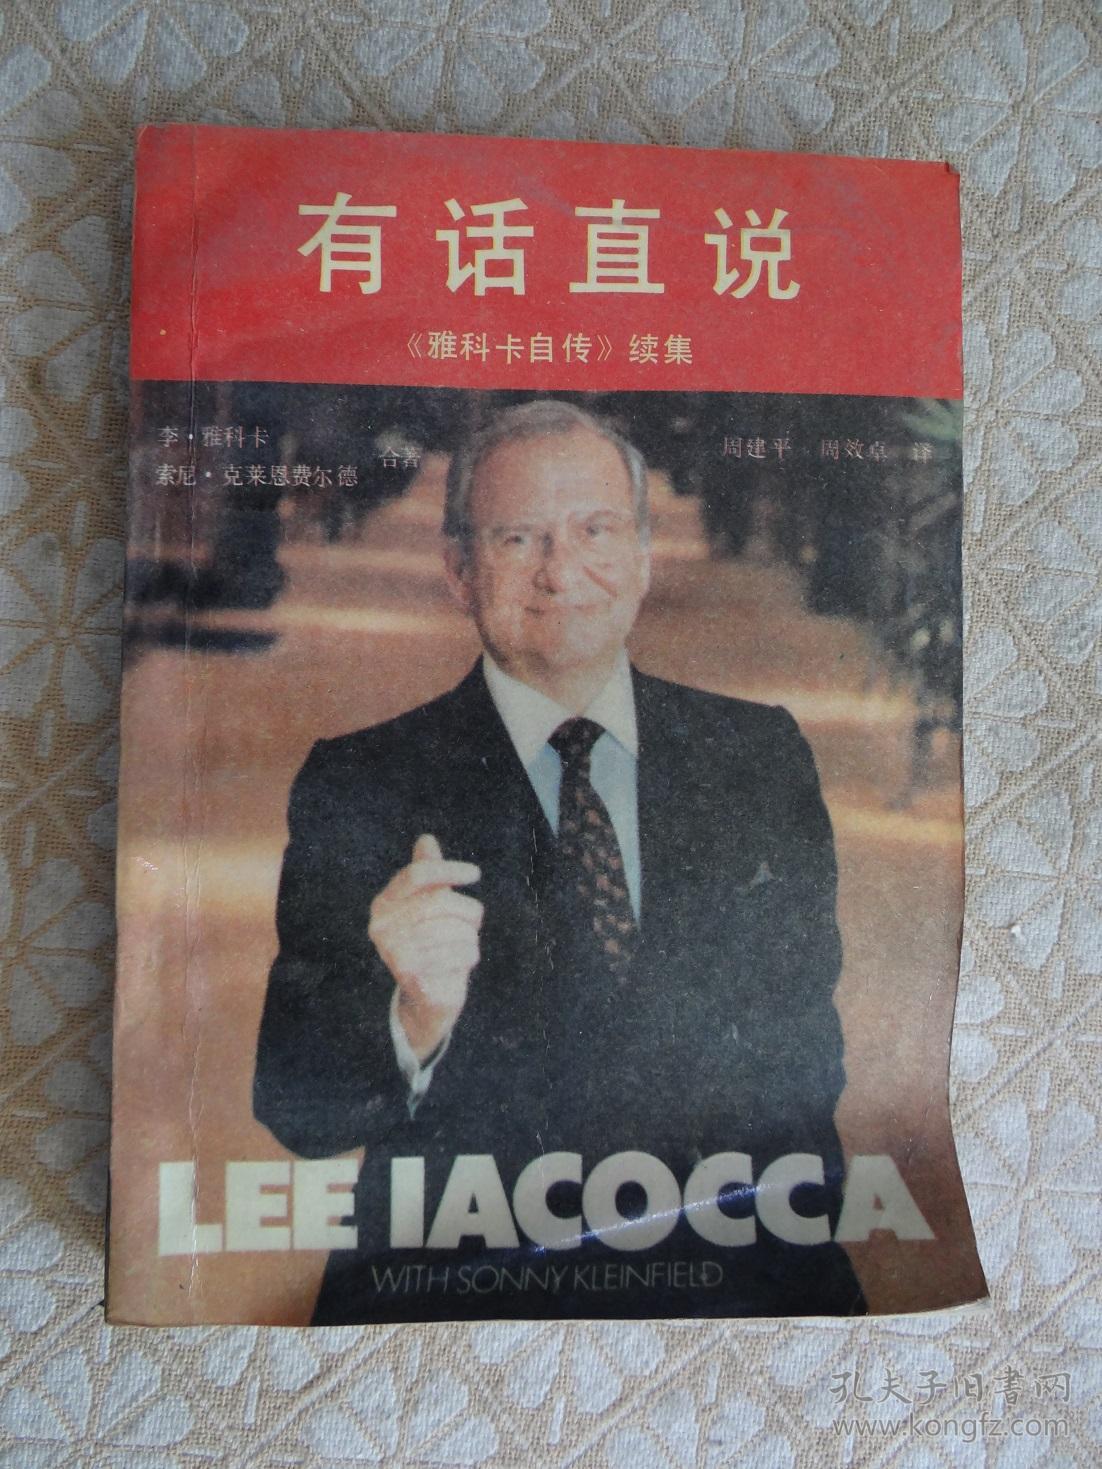 有话直说
《雅科卡自传》续集
李·雅科卡
索尼·克莱恩费尔德
合著
周建平 周效卓 译
LEE IACOCCA
WITH SONNY KLEINFIELD
孔夫子旧書网
www.kongfz.com